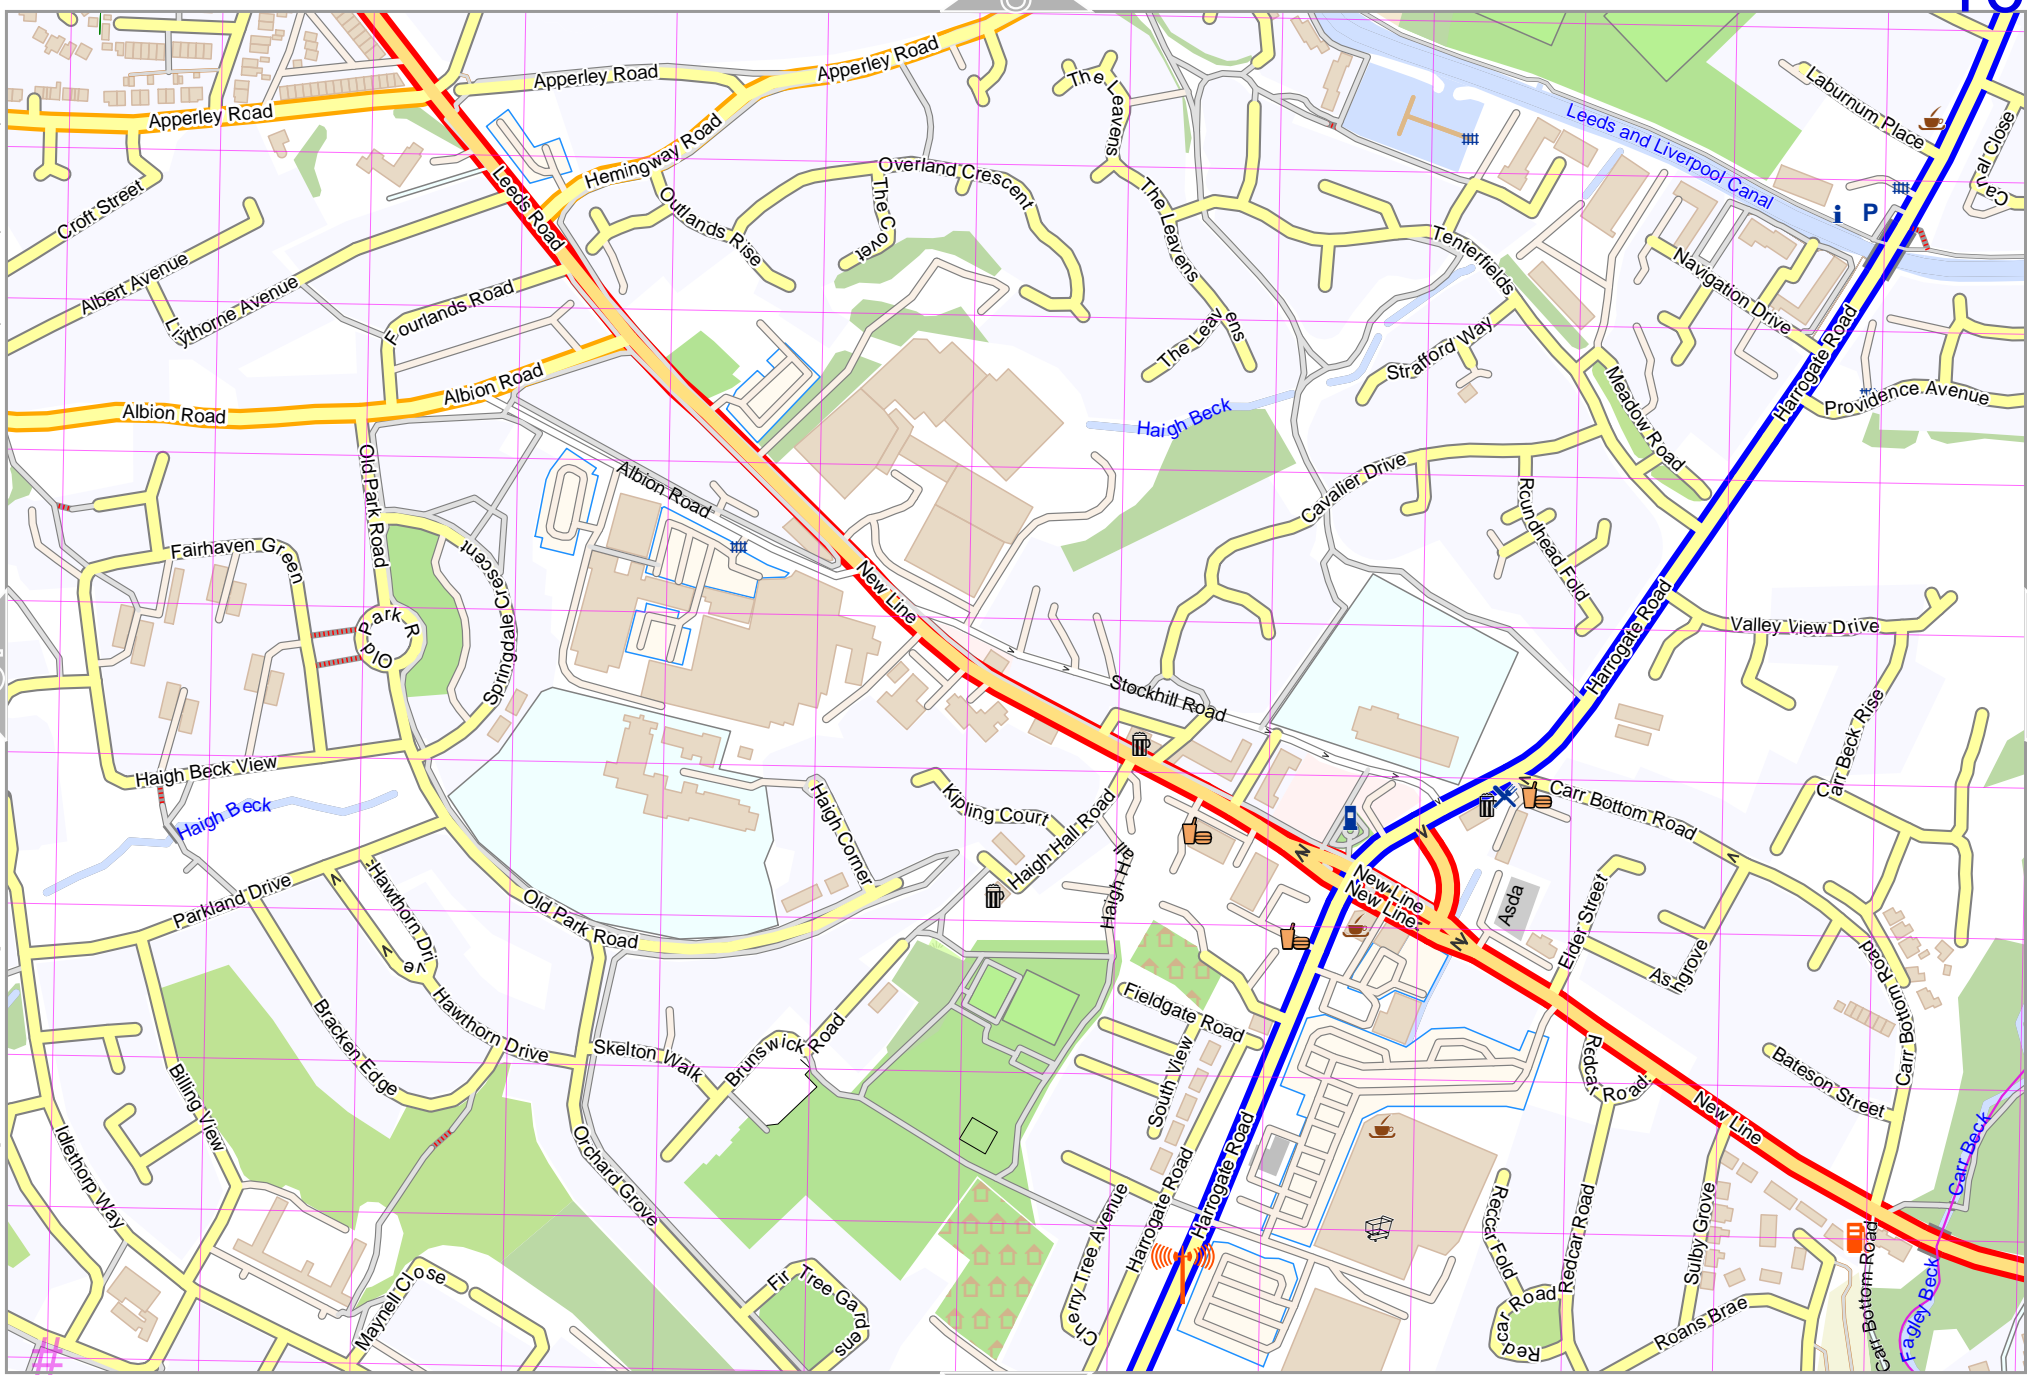 Apperley Road
Apperley Road
Apperley Road
The Leavens
Laburnum Place
Leeds and Liverpool Canal
Canal Close
Hemingway Road
Overland Crescent
The Covert
Outlands Rise
Leeds Road
The Leavens
The Leavens
i P
Croft Street
Albert Avenue
Lythorne Avenue
Fourlands Road
Tenterfields
Navigation Drive
Strafford Way
Harrogate Road
Providence Avenue
Meadow Road
Albion Road
Albion Road
Albion Road
Haigh Beck
Old Park Road
Cavalier Drive
Roundhead Fold
Fairhaven Green
Springdale Crescent
New Line
Old Park R
Harrogate Road
Valley View Drive
Stockhill Road
Carr Beck Rise
Haigh Beck View
Haigh Beck
Haigh Corner
Kipling Court
Haigh Hall Road
Haigh Hall
Carr Bottom Road
New Line
New Line
Asda
Elder Street
Ashgrove
Carr Bottom Road
Parkland Drive
Hawthorn Drive
Old Park Road
Hawthorn Drive
Bracken Edge
Skelton Walk
Brunswick Road
Fieldgate Road
South View
Redcar Road
Bateson Street
New Line
Carr Beck
Billing View
Idlethorp Way
Orchard Grove
Harrogate Road
Harrogate Road
Cherry Tree Avenue
Redcar Fold
Redcar Road
Redcar Road
Sulby Grove
Roans Brae
Carr Bottom Road
Fagley Beck
Maynell Close
Fir Tree Gardens